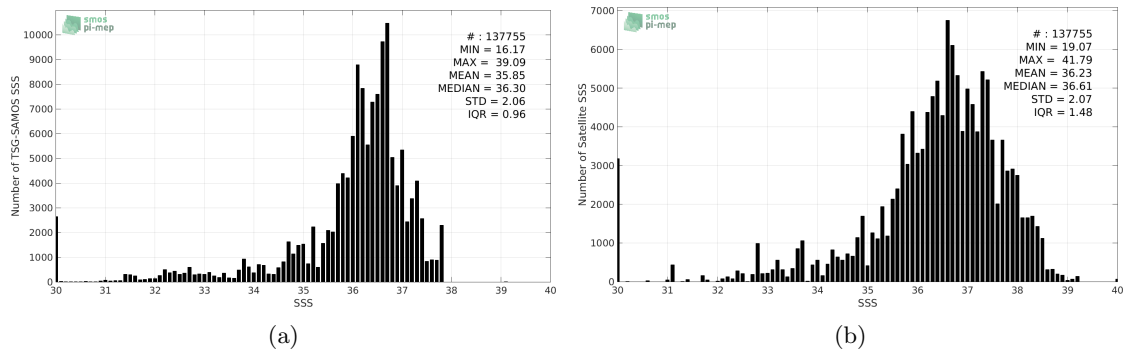 smos
pi-mep
# : 137755
MIN = 16.17
MAX = 39.09
MEAN = 35.85
MEDIAN = 36.30
STD = 2.06
IQR = 0.96
Number of TSG-SAMOS SSS
10000
9000
8000
7000
6000
5000
4000
3000
2000
1000
0
30 31 32 33 34 35 36 37 38 39 40
SSS
(a)
smos
pi-mep
# : 137755
MIN = 19.07
MAX = 41.79
MEAN = 36.23
MEDIAN = 36.61
STD = 2.07
IQR = 1.48
Number of Satellite SSS
7000
6000
5000
4000
3000
2000
1000
0
30 31 32 33 34 35 36 37 38 39 40
SSS
(b)